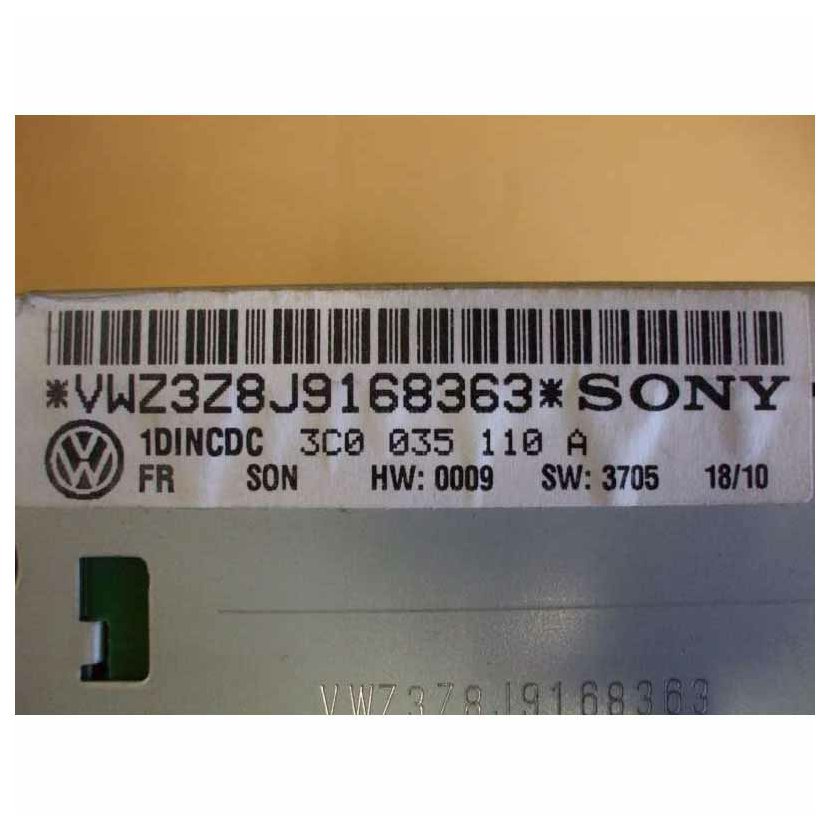 *VWZ3Z8J9168363* SONY
1DINCDC 3C0 035 110 A
FR SON HW: 0009 SW: 3705 18/10
VWZ3Z8J9168363